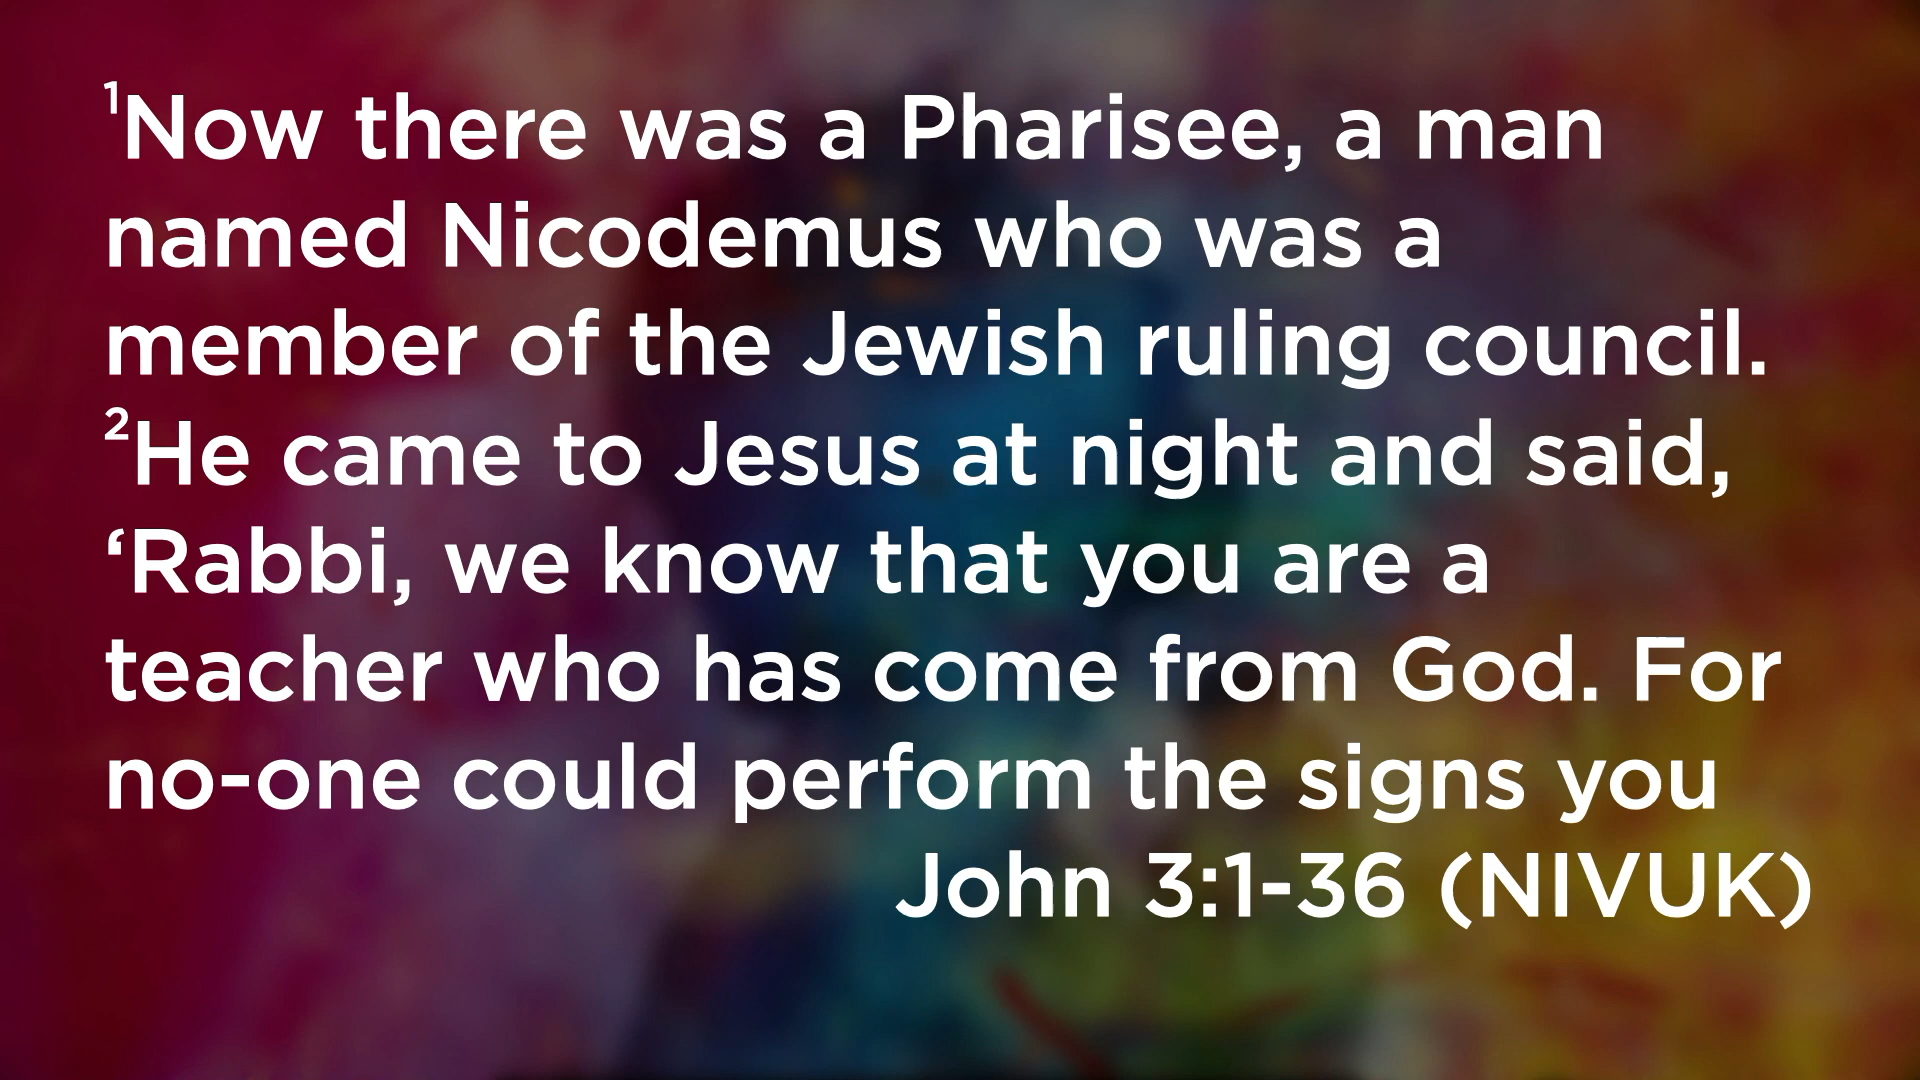 ¹Now there was a Pharisee, a man
named Nicodemus who was a
member of the Jewish ruling council.
²He came to Jesus at night and said,
‘Rabbi, we know that you are a
teacher who has come from God. For
no-one could perform the signs you
John 3:1-36 (NIVUK)